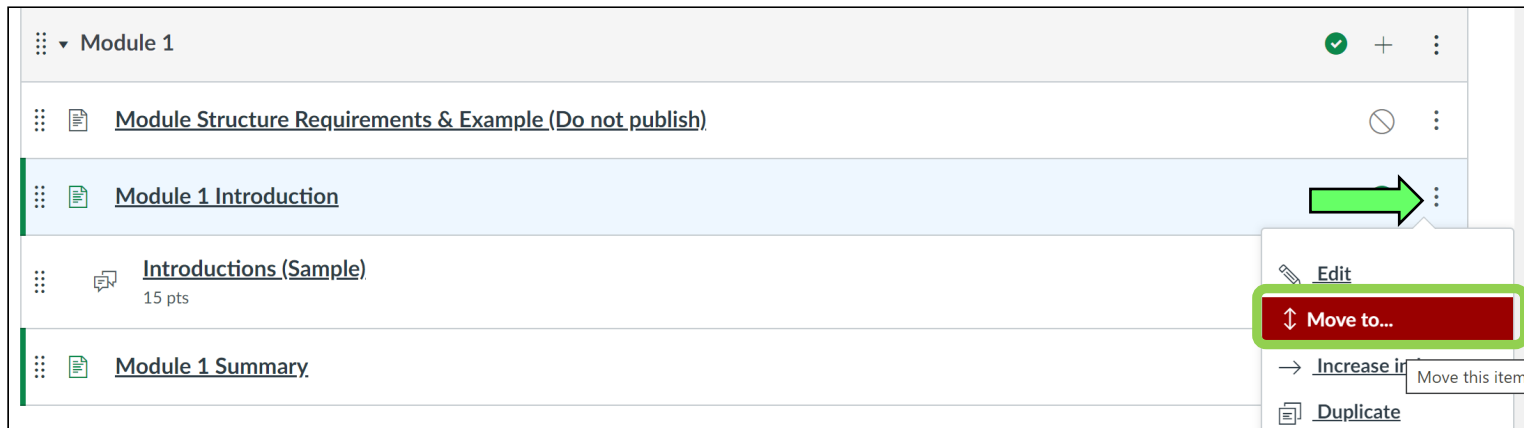 Module 1
Module Structure Requirements & Example (Do not publish)
Module 1 Introduction
Introductions (Sample)
15 pts
Module 1 Summary
Edit
Move to...
Increase
Move this item
Duplicate